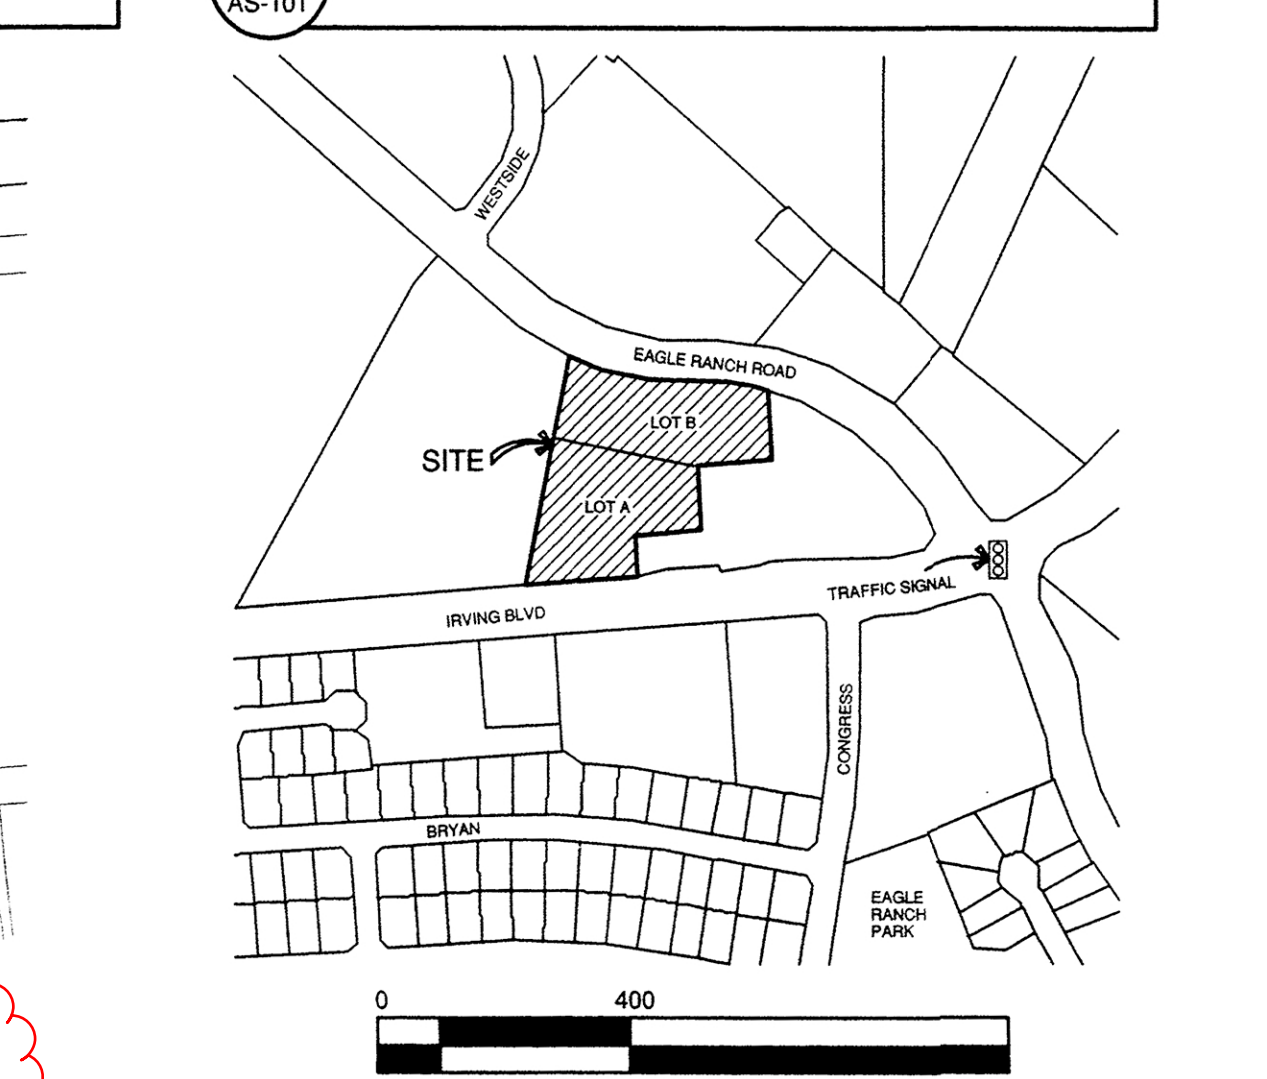 AS-101
WESTSIDE
EAGLE RANCH ROAD
LOT B
SITE
LOT A
TRAFFIC SIGNAL
IRVING BLVD
CONGRESS
BRYAN
EAGLE
RANCH
PARK
0 400